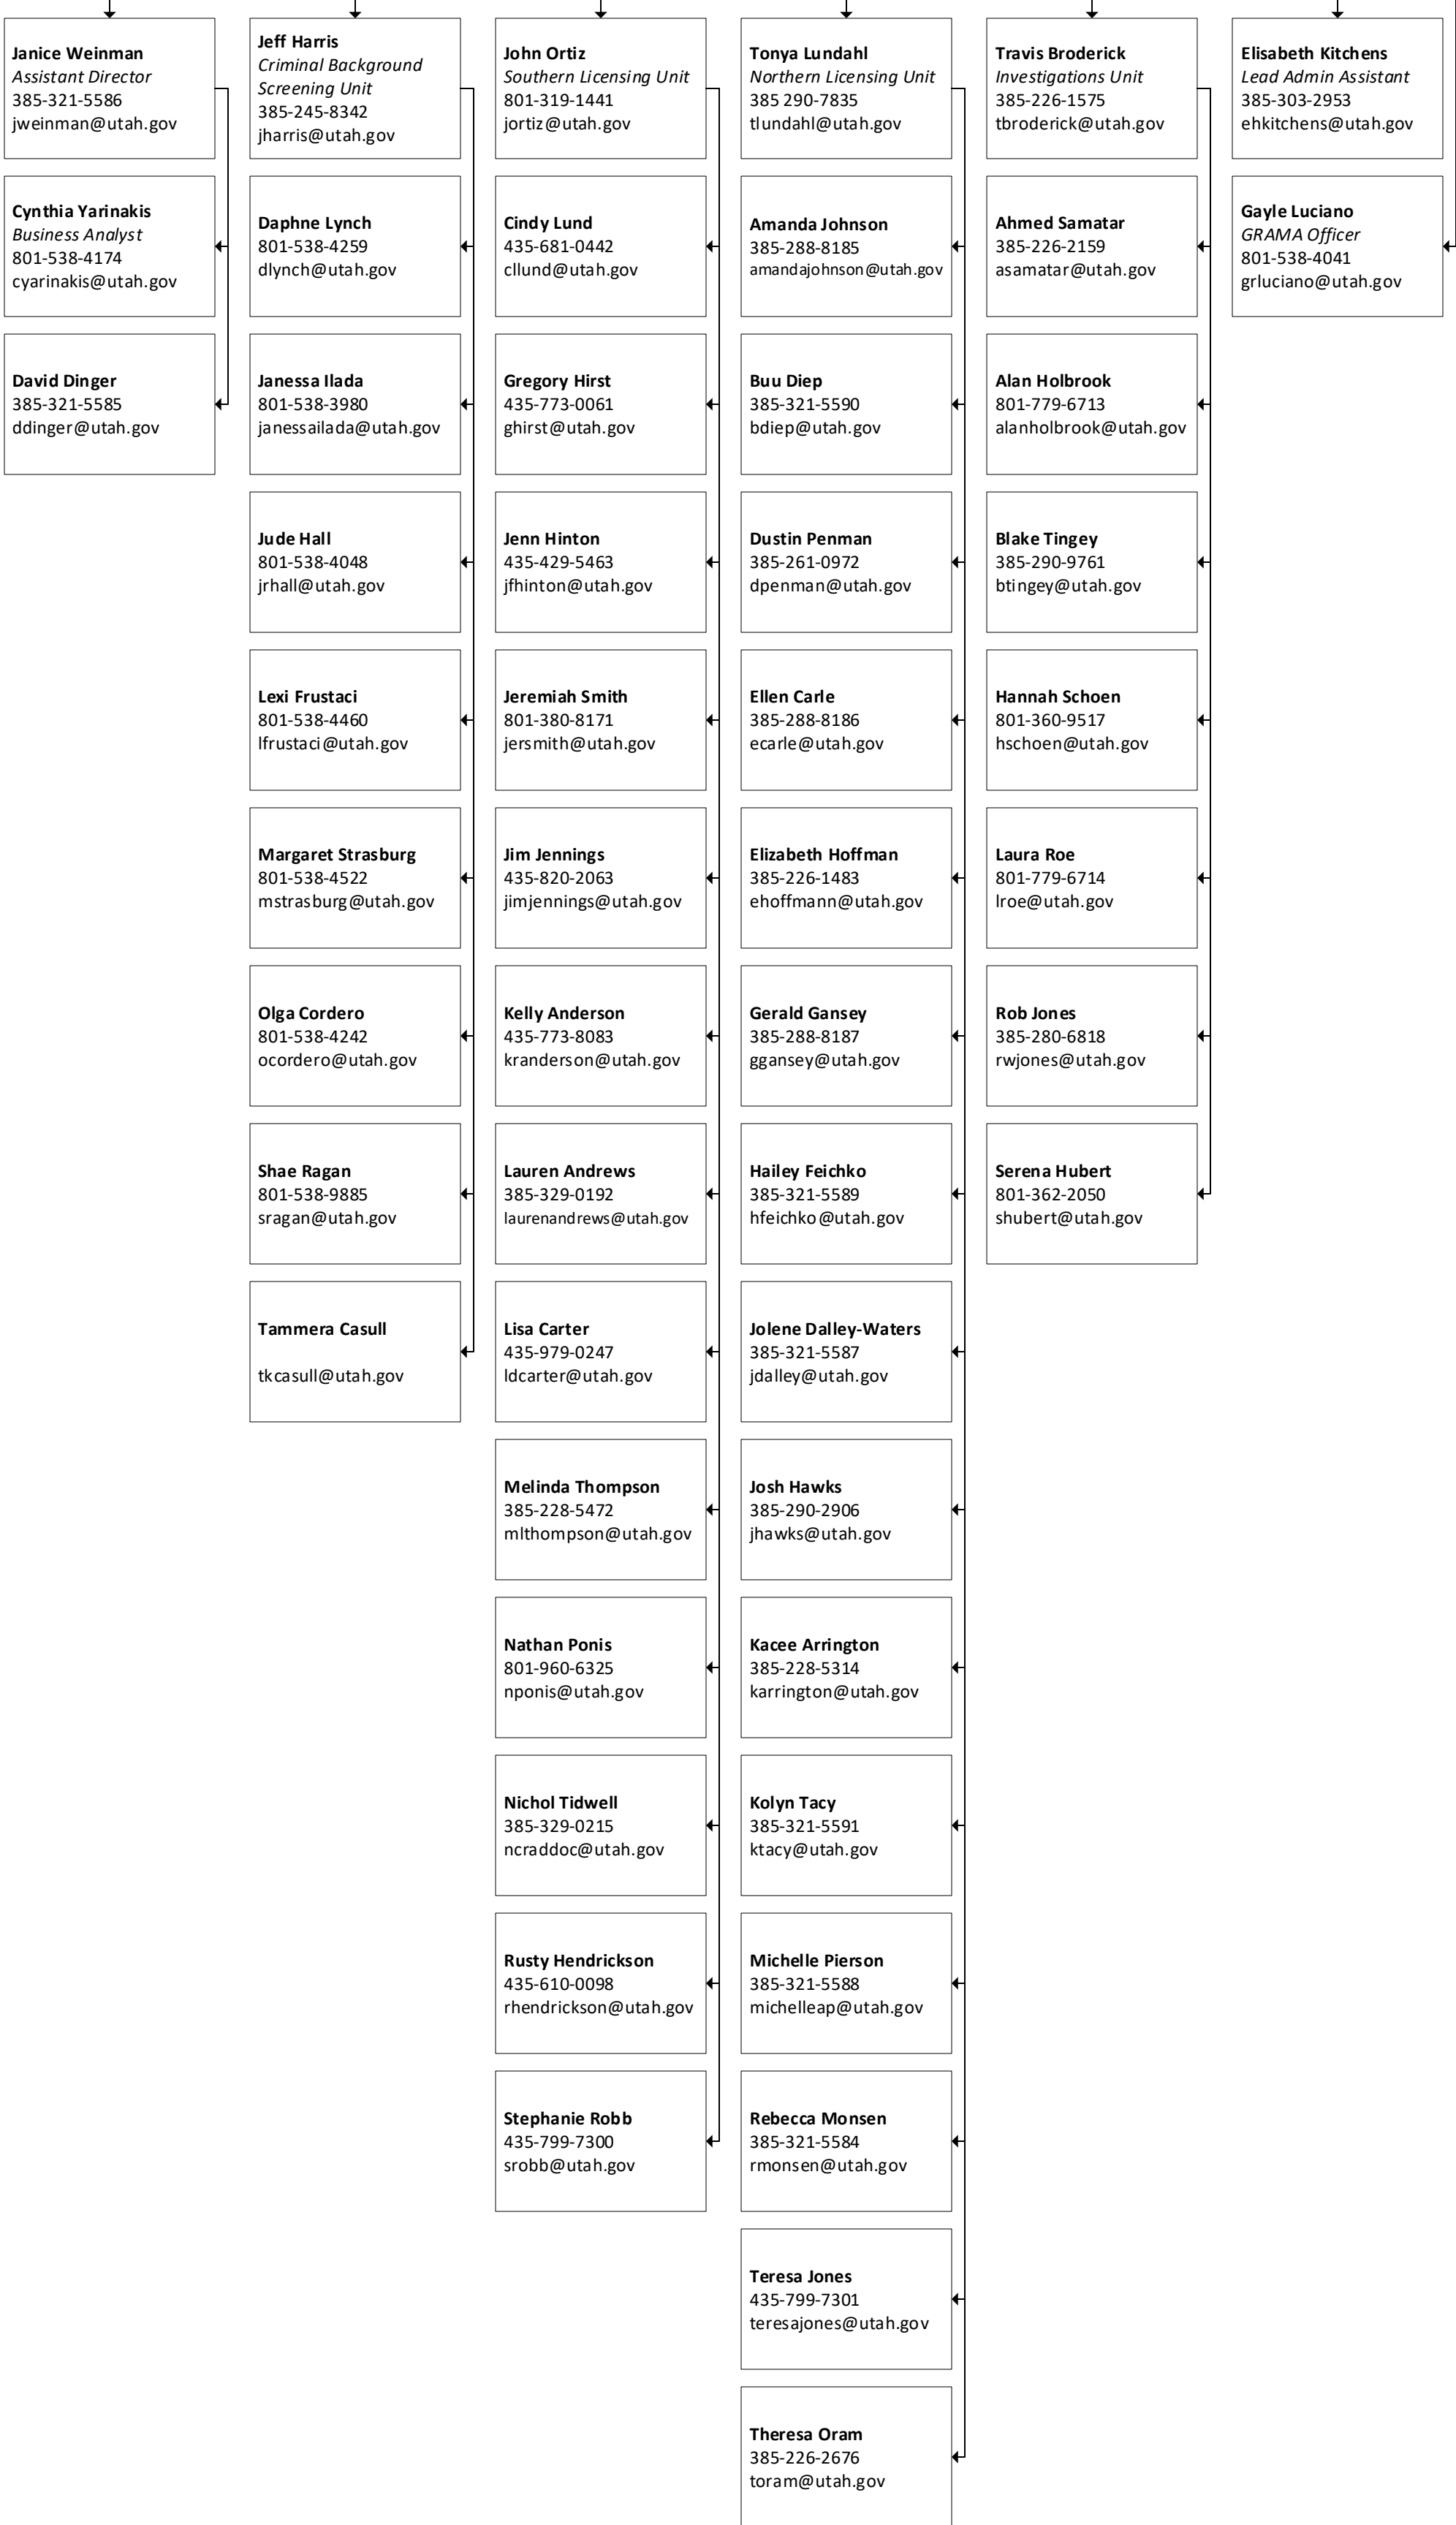 Janice Weinman
Assistant Director
385-321-5586
jweinman@utah.gov
Cynthia Yarinakis
Business Analyst
801-538-4174
cyarinakis@utah.gov
David Dinger
385-321-5585
ddinger@utah.gov
Jeff Harris
Criminal Background
Screening Unit
385-245-8342
jharris@utah.gov
Daphne Lynch
801-538-4259
dlynch@utah.gov
Janessa Ilada
801-538-3980
janessailada@utah.gov
Jude Hall
801-538-4048
jrhall@utah.gov
Lexi Frustaci
801-538-4460
lfrustaci@utah.gov
Margaret Strasburg
801-538-4522
mstrasburg@utah.gov
Olga Cordero
801-538-4242
ocordero@utah.gov
Shae Ragan
801-538-9885
sragan@utah.gov
Tammera Casull
tkcasull@utah.gov
John Ortiz
Southern Licensing Unit
801-319-1441
jortiz@utah.gov
Cindy Lund
435-681-0442
cllund@utah.gov
Gregory Hirst
435-773-0061
ghirst@utah.gov
Jenn Hinton
435-429-5463
jfhinton@utah.gov
Jeremiah Smith
801-380-8171
jersmith@utah.gov
Jim Jennings
435-820-2063
jimjennings@utah.gov
Kelly Anderson
435-773-8083
kranderson@utah.gov
Lauren Andrews
385-329-0192
laurenandrews@utah.gov
Lisa Carter
435-979-0247
ldcarter@utah.gov
Melinda Thompson
385-228-5472
mlthompson@utah.gov
Nathan Ponis
801-960-6325
nponis@utah.gov
Nichol Tidwell
385-329-0215
ncraddoc@utah.gov
Rusty Hendrickson
435-610-0098
rhendrickson@utah.gov
Stephanie Robb
435-799-7300
srobb@utah.gov
Tonya Lundahl
Northern Licensing Unit
385 290-7835
tlundahl@utah.gov
Amanda Johnson
385-288-8185
amandajohnson@utah.gov
Buu Diep
385-321-5590
bdiep@utah.gov
Dustin Penman
385-261-0972
dpenman@utah.gov
Ellen Carle
385-288-8186
ecarle@utah.gov
Elizabeth Hoffman
385-226-1483
ehoffmann@utah.gov
Gerald Gansey
385-288-8187
ggansey@utah.gov
Hailey Feichko
385-321-5589
hfeichko@utah.gov
Jolene Dalley-Waters
385-321-5587
jdalley@utah.gov
Josh Hawks
385-290-2906
jhawks@utah.gov
Kacee Arrington
385-228-5314
karrington@utah.gov
Kolyn Tacy
385-321-5591
ktacy@utah.gov
Michelle Pierson
385-321-5588
michelleap@utah.gov
Rebecca Monsen
385-321-5584
rmonsen@utah.gov
Teresa Jones
435-799-7301
teresajones@utah.gov
Theresa Oram
385-226-2676
toram@utah.gov
Travis Broderick
Investigations Unit
385-226-1575
tbroderick@utah.gov
Ahmed Samatar
385-226-2159
asamatar@utah.gov
Alan Holbrook
801-779-6713
alanholbrook@utah.gov
Blake Tingey
385-290-9761
btingey@utah.gov
Hannah Schoen
801-360-9517
hschoen@utah.gov
Laura Roe
801-779-6714
lroe@utah.gov
Rob Jones
385-280-6818
rwjones@utah.gov
Serena Hubert
801-362-2050
shubert@utah.gov
Elisabeth Kitchens
Lead Admin Assistant
385-303-2953
ehkitchens@utah.gov
Gayle Luciano
GRAMA Officer
801-538-4041
grluciano@utah.gov